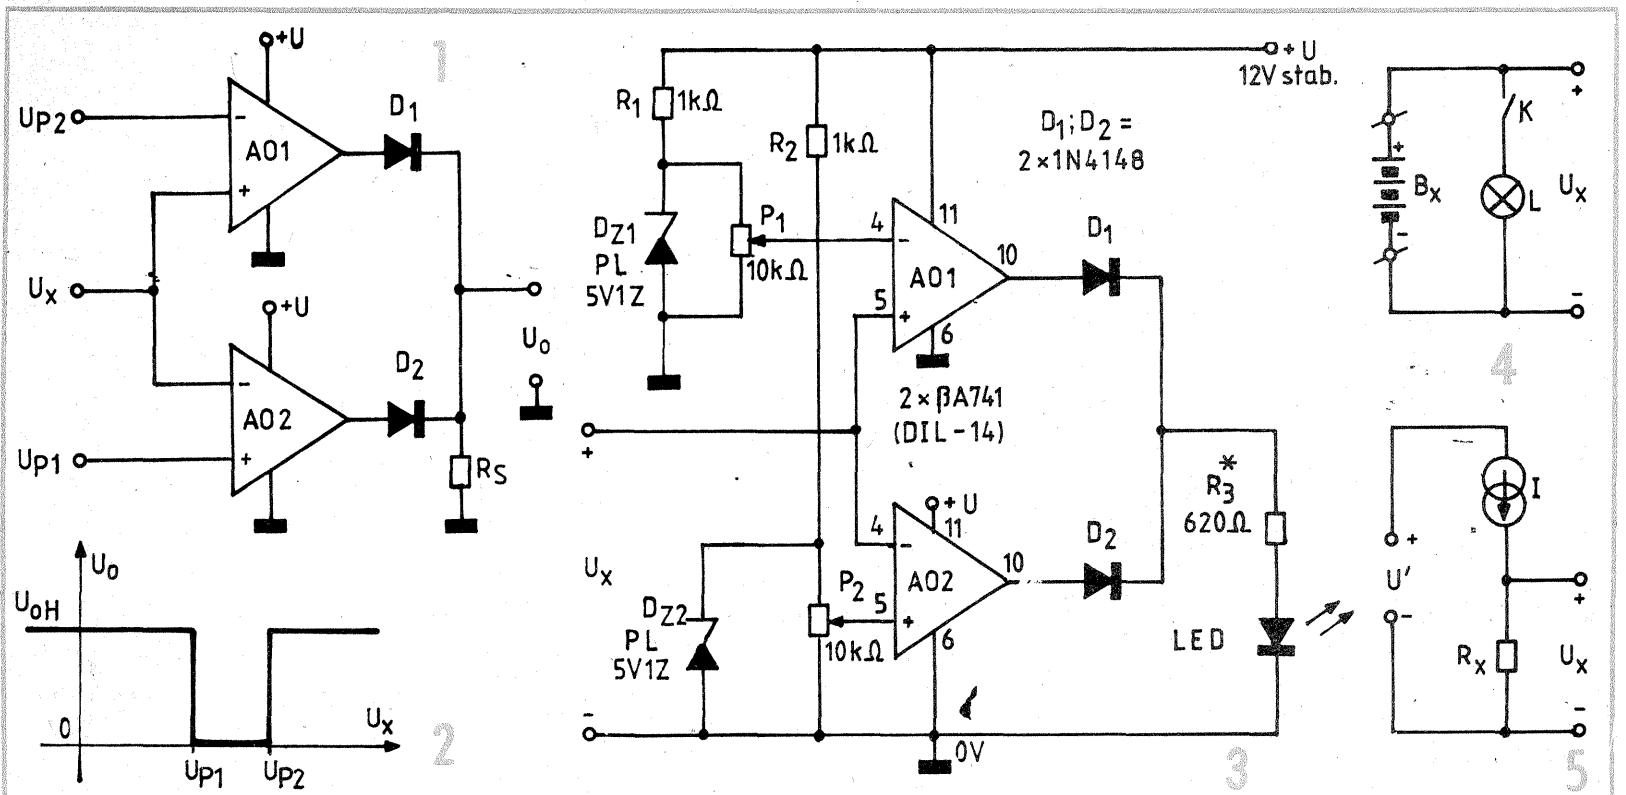 1
+U
UP2
-
AO1
+
D1
Ux
+U
Uo
D2
-
AO2
+
UP1
RS
2
Uo
UoH
0
Ux
UP1
UP2
3
+U
12V stab.
R1
1kΩ
R2
1kΩ
D1;D2 =
2×1N4148
DZ1
PL
5V1Z
P1
10kΩ
4
-
11
AO1
10
5
+
6
D1
2×βA741
(DIL-14)
+
R3*
620Ω
+U
11
4
-
AO2
10
D2
5
+
6
Ux
DZ2
PL
5V1Z
P2
10kΩ
LED
-
0V
4
+
K
+
Bx
L
Ux
-
-
5
I
+
U'
-
+
Rx
Ux
-